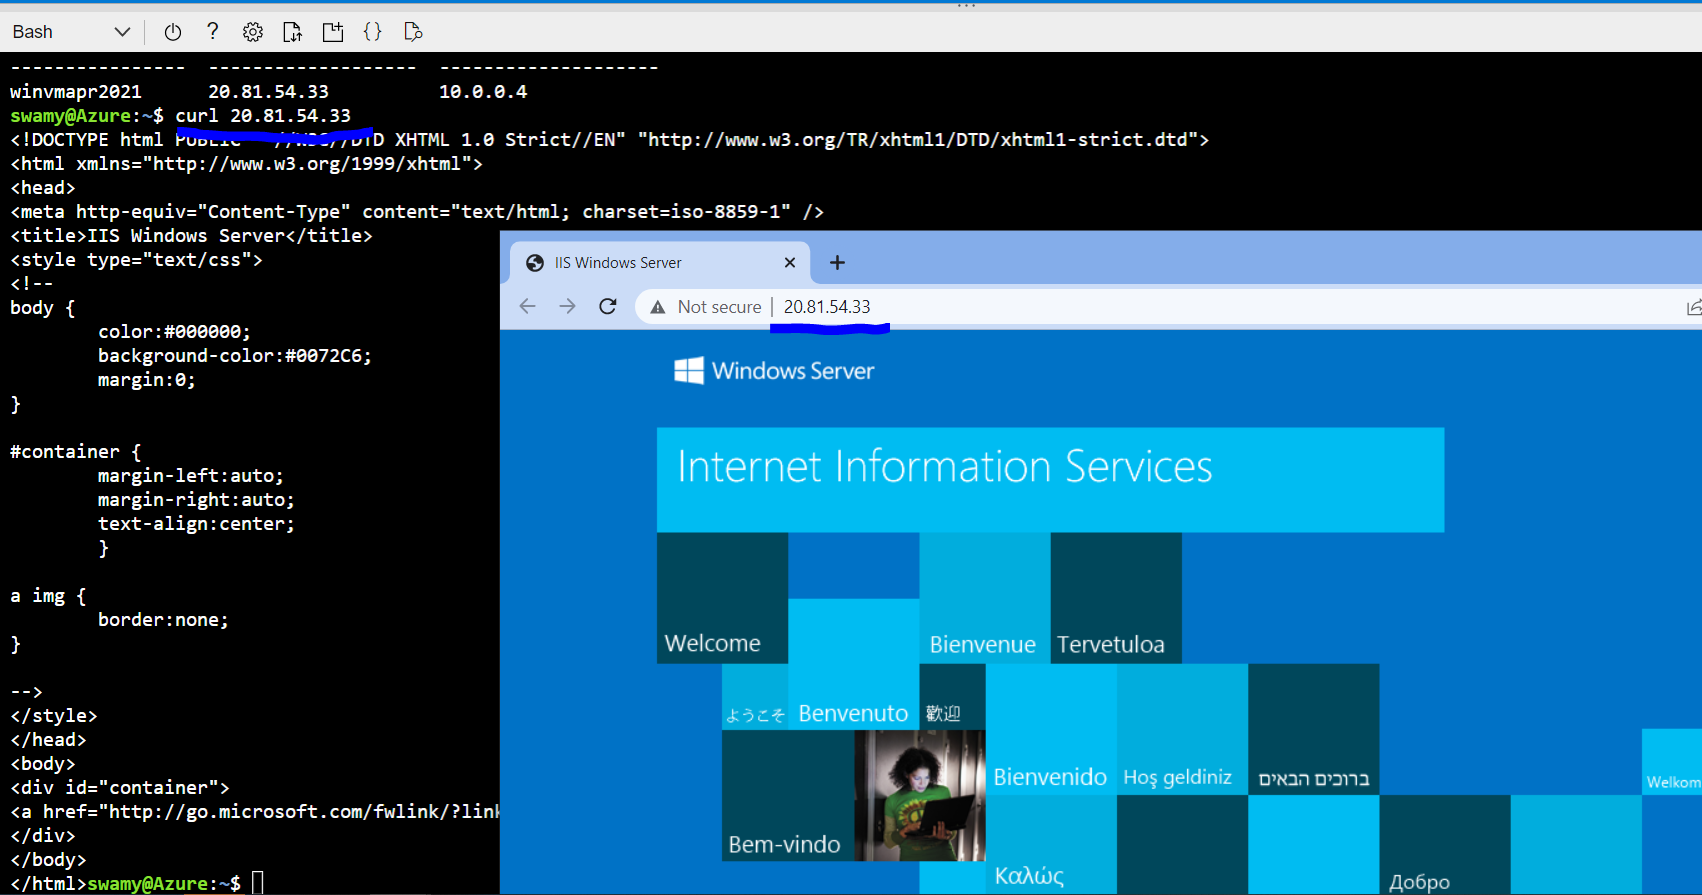 Bash
---------------- ------------------- --------------------
winvmapr2021 20.81.54.33 10.0.0.4
swamy@Azure:~$ curl 20.81.54.33
<!DOCTYPE html PUBLIC "-//W3C//DTD XHTML 1.0 Strict//EN" "http://www.w3.org/TR/xhtml1/DTD/xhtml1-strict.dtd">
<html xmlns="http://www.w3.org/1999/xhtml">
<head>
<meta http-equiv="Content-Type" content="text/html; charset=iso-8859-1" />
<title>IIS Windows Server</title>
<style type="text/css">
<!--
body {
color:#000000;
background-color:#0072C6;
margin:0;
}
#container {
margin-left:auto;
margin-right:auto;
text-align:center;
}
a img {
border:none;
}
-->
</style>
</head>
<body>
<div id="container">
<a href="http://go.microsoft.com/fwlink/?link
</div>
</body>
</html>swamy@Azure:~$
IIS Windows Server
Not secure | 20.81.54.33
Windows Server
Internet Information Services
Welcome
Bienvenue
Tervetuloa
ようこそ
Benvenuto
歡迎
Bienvenido
Hoş geldiniz
ברוכים הבאים
Welkom
Bem-vindo
Καλώς
Добро